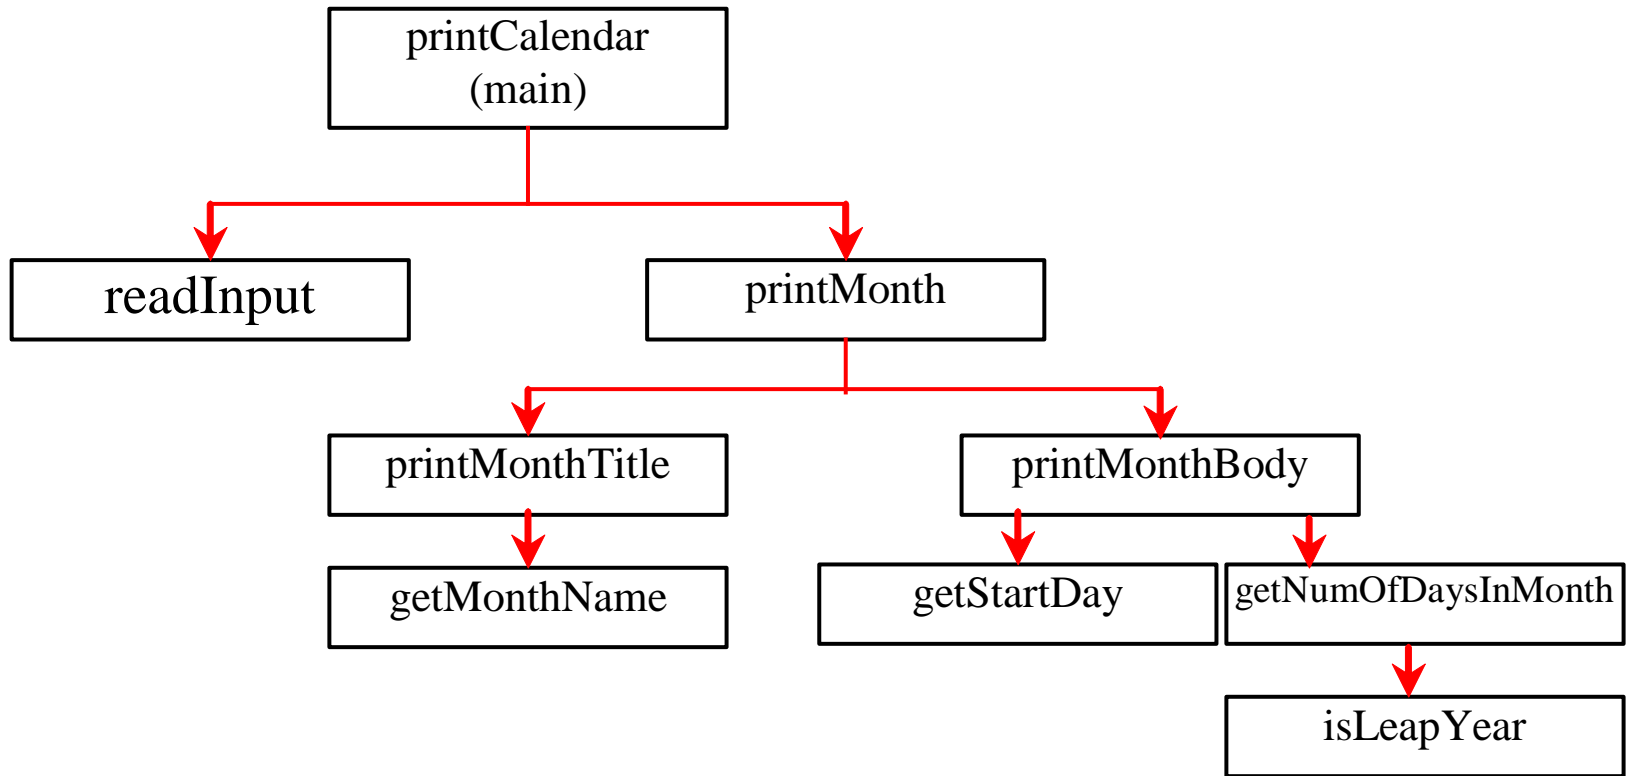 printCalendar
(main)
readInput
printMonth
printMonthTitle
printMonthBody
getMonthName
getStartDay
getNumOfDaysInMonth
isLeapYear